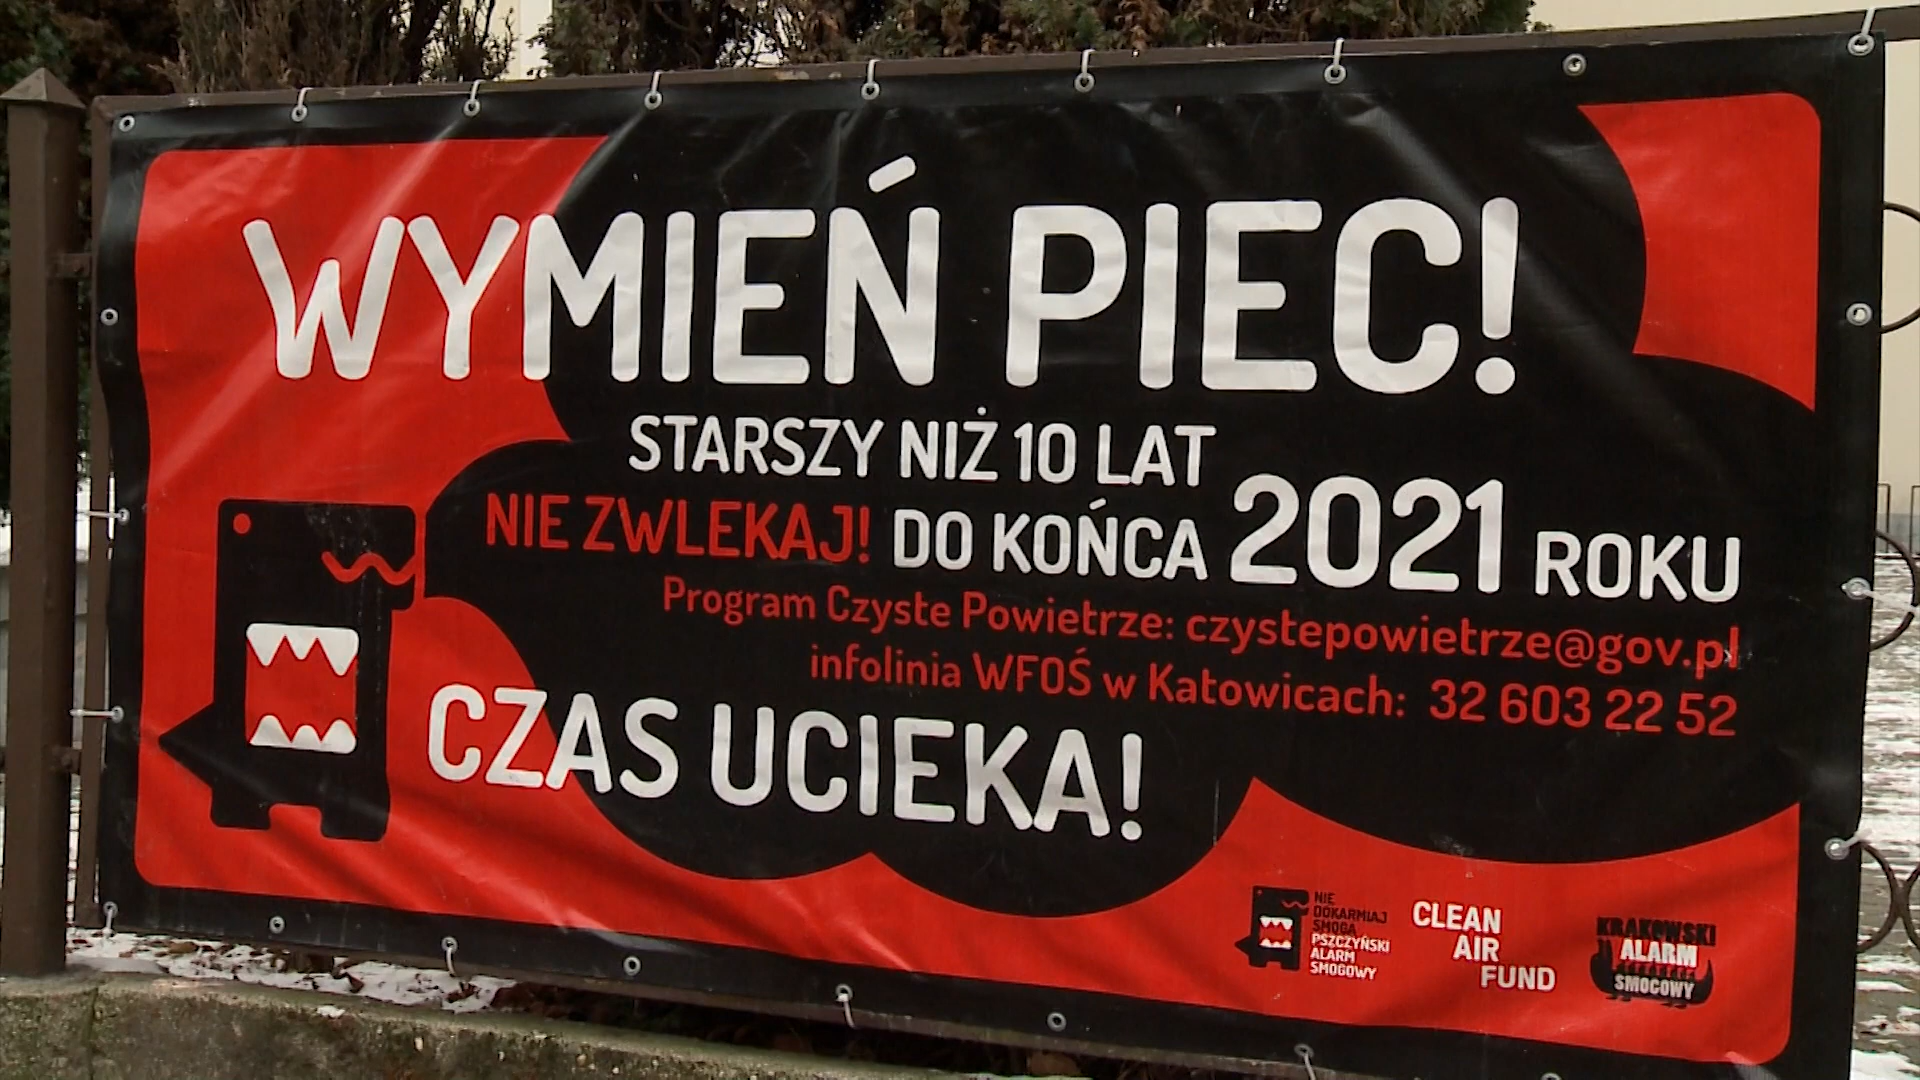 WYMIEŃ PIEC!
STARSZY NIŻ 10 LAT
NIE ZWLEKAJ! DO KOŃCA 2021 ROKU
Program Czyste Powietrze: czystepowietrze@gov.pl
infolinia WFOŚ w Katowicach: 32 603 22 52
CZAS UCIEKA!
NIE
DOKARMIAJ
SMOGA
PSZCZYŃSKI
ALARM
SMOGOWY
CLEAN
AIR
FUND
KRAKOWSKI
ALARM
SMOGOWY